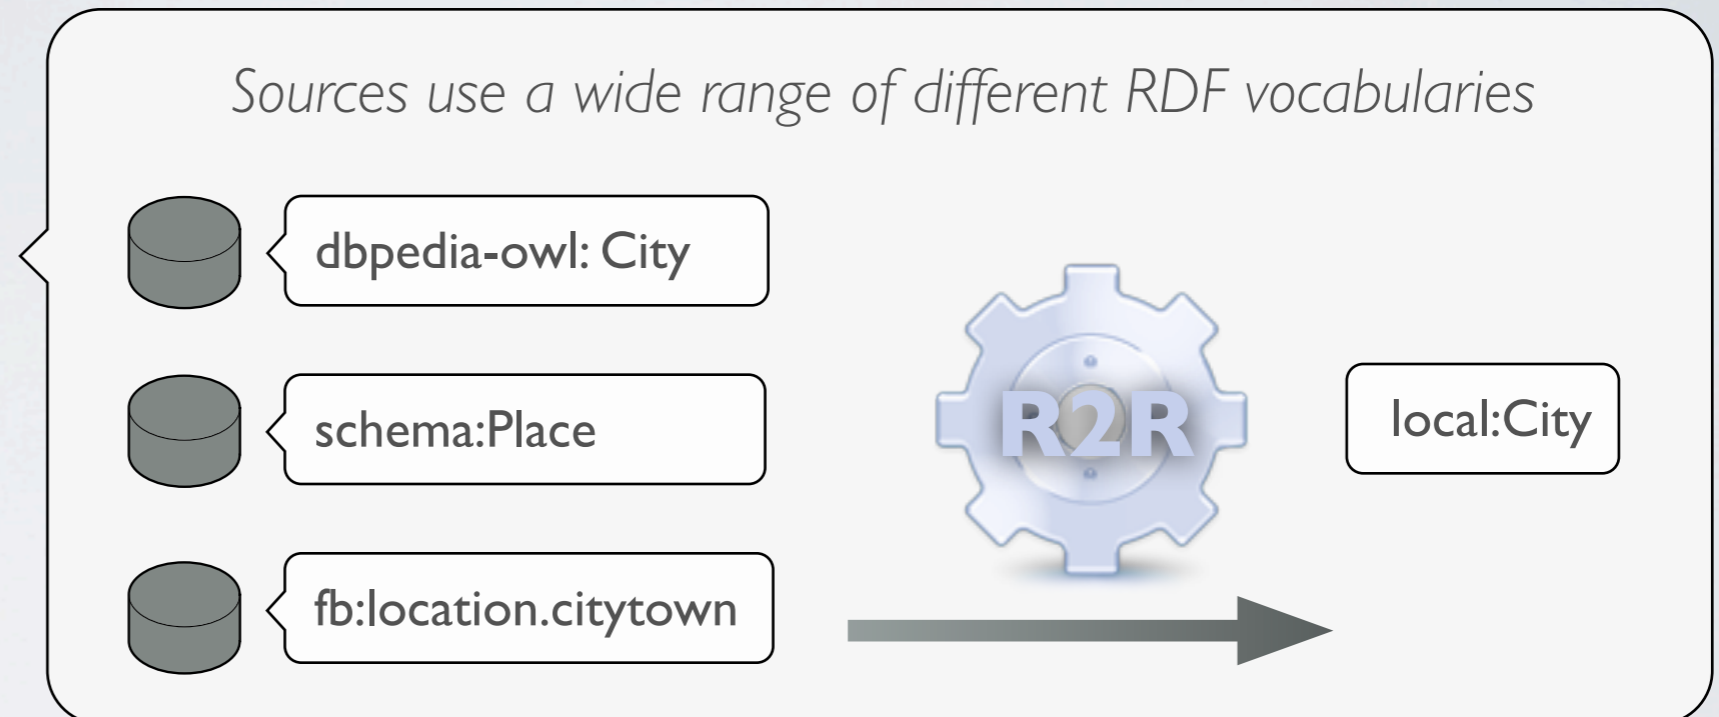 Sources use a wide range of different RDF vocabularies
dbpedia-owl: City
schema:Place
fb:location.citytown
R2R
local:City